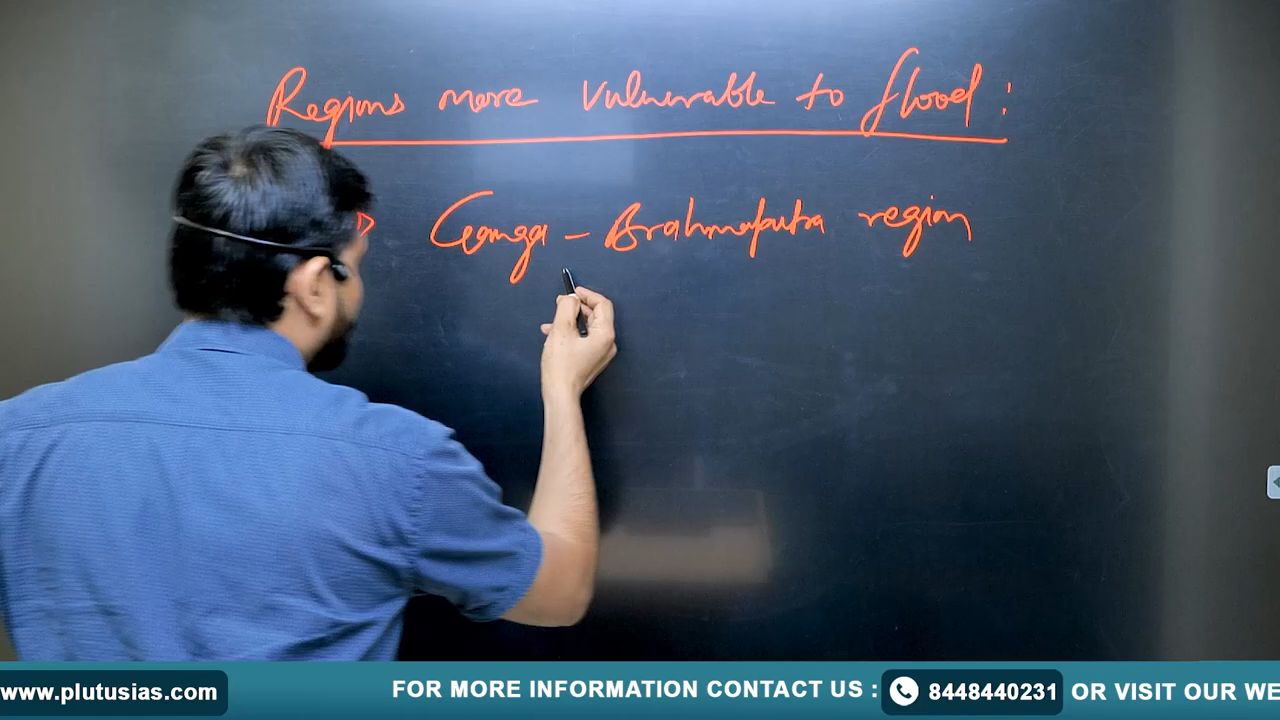 Regions more vulnerable to flood :
Ganga - Brahmaputra region
www.plutusias.com
FOR MORE INFORMATION CONTACT US : 8448440231 OR VISIT OUR WE